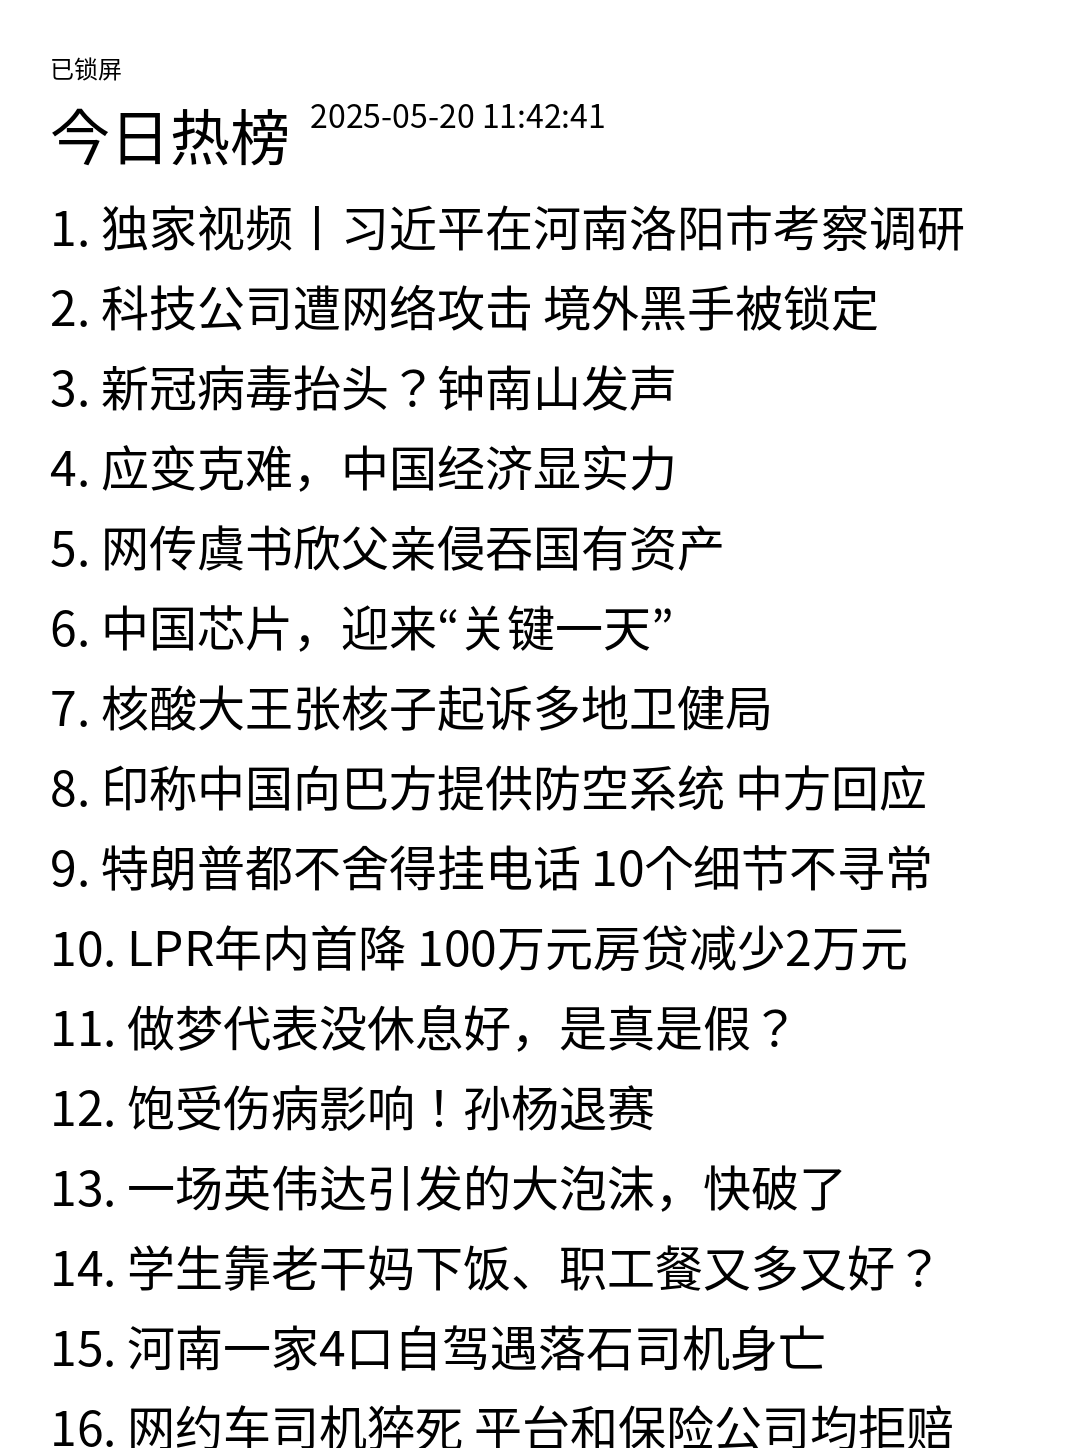 已锁屏
今日热榜 2025-05-20 11:42:41
1. 独家视频丨习近平在河南洛阳市考察调研
2. 科技公司遭网络攻击 境外黑手被锁定
3. 新冠病毒抬头？钟南山发声
4. 应变克难，中国经济显实力
5. 网传虞书欣父亲侵吞国有资产
6. 中国芯片，迎来“关键一天”
7. 核酸大王张核子起诉多地卫健局
8. 印称中国向巴方提供防空系统 中方回应
9. 特朗普都不舍得挂电话 10个细节不寻常
10. LPR年内首降 100万元房贷减少2万元
11. 做梦代表没休息好，是真是假？
12. 饱受伤病影响！孙杨退赛
13. 一场英伟达引发的大泡沫，快破了
14. 学生靠老干妈下饭、职工餐又多又好？
15. 河南一家4口自驾遇落石司机身亡
16. 网约车司机猝死 平台和保险公司均拒赔